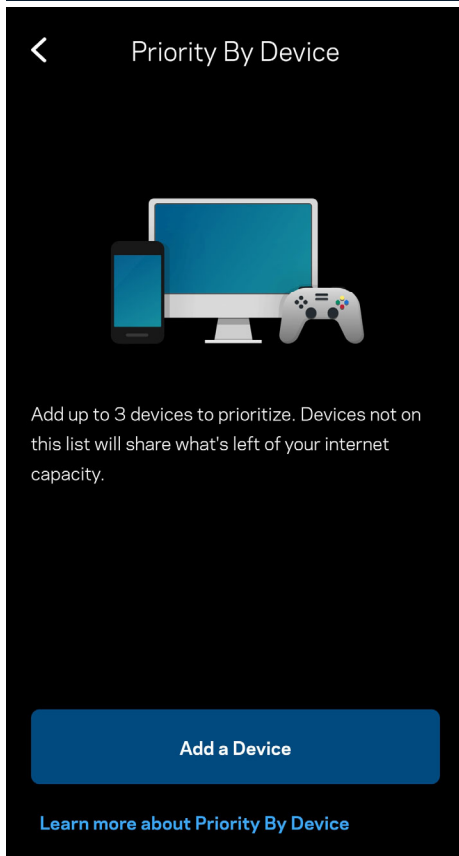 Priority By Device
Add up to 3 devices to prioritize. Devices not on
this list will share what's left of your internet
capacity.
Add a Device
Learn more about Priority By Device